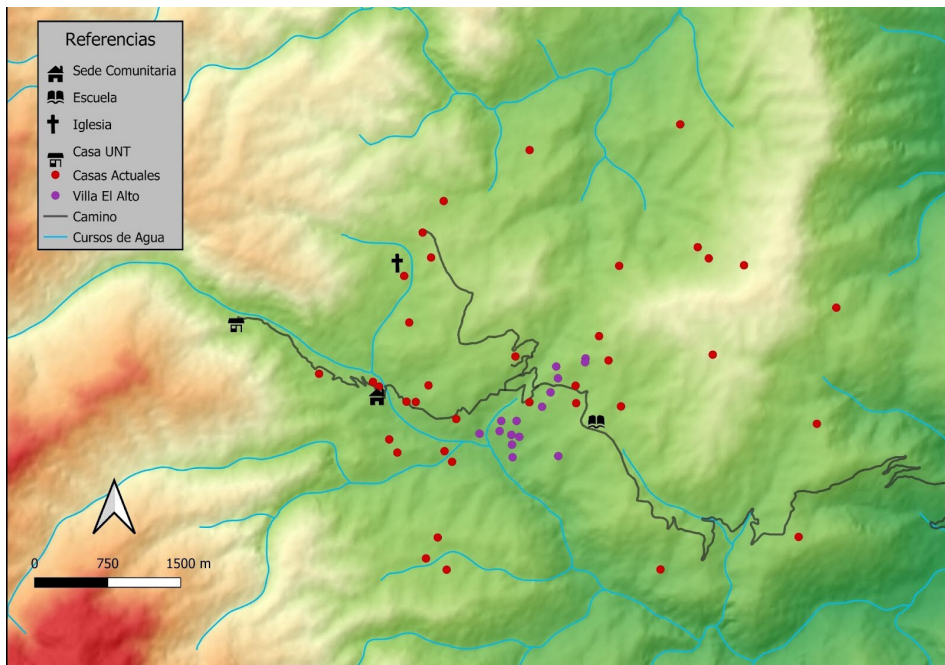 Referencias
Sede Comunitaria
Escuela
Iglesia
Casa UNT
Casas Actuales
Villa El Alto
Camino
Cursos de Agua
0 750 1500 m